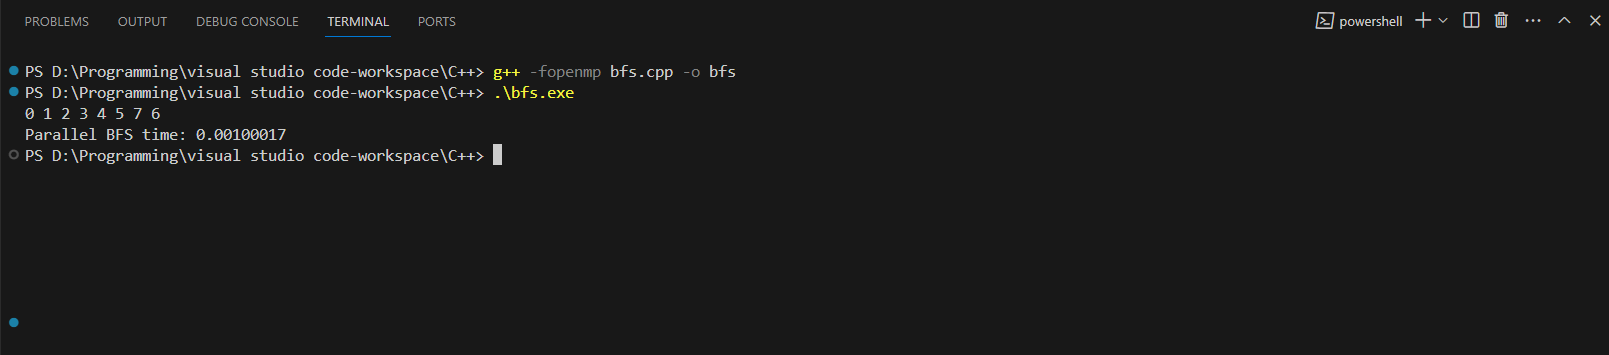 PROBLEMS OUTPUT DEBUG CONSOLE TERMINAL PORTS powershell
PS D:\Programming\visual studio code-workspace\C++> g++ -fopenmp bfs.cpp -o bfs
PS D:\Programming\visual studio code-workspace\C++> .\bfs.exe
0 1 2 3 4 5 7 6
Parallel BFS time: 0.00100017
PS D:\Programming\visual studio code-workspace\C++>